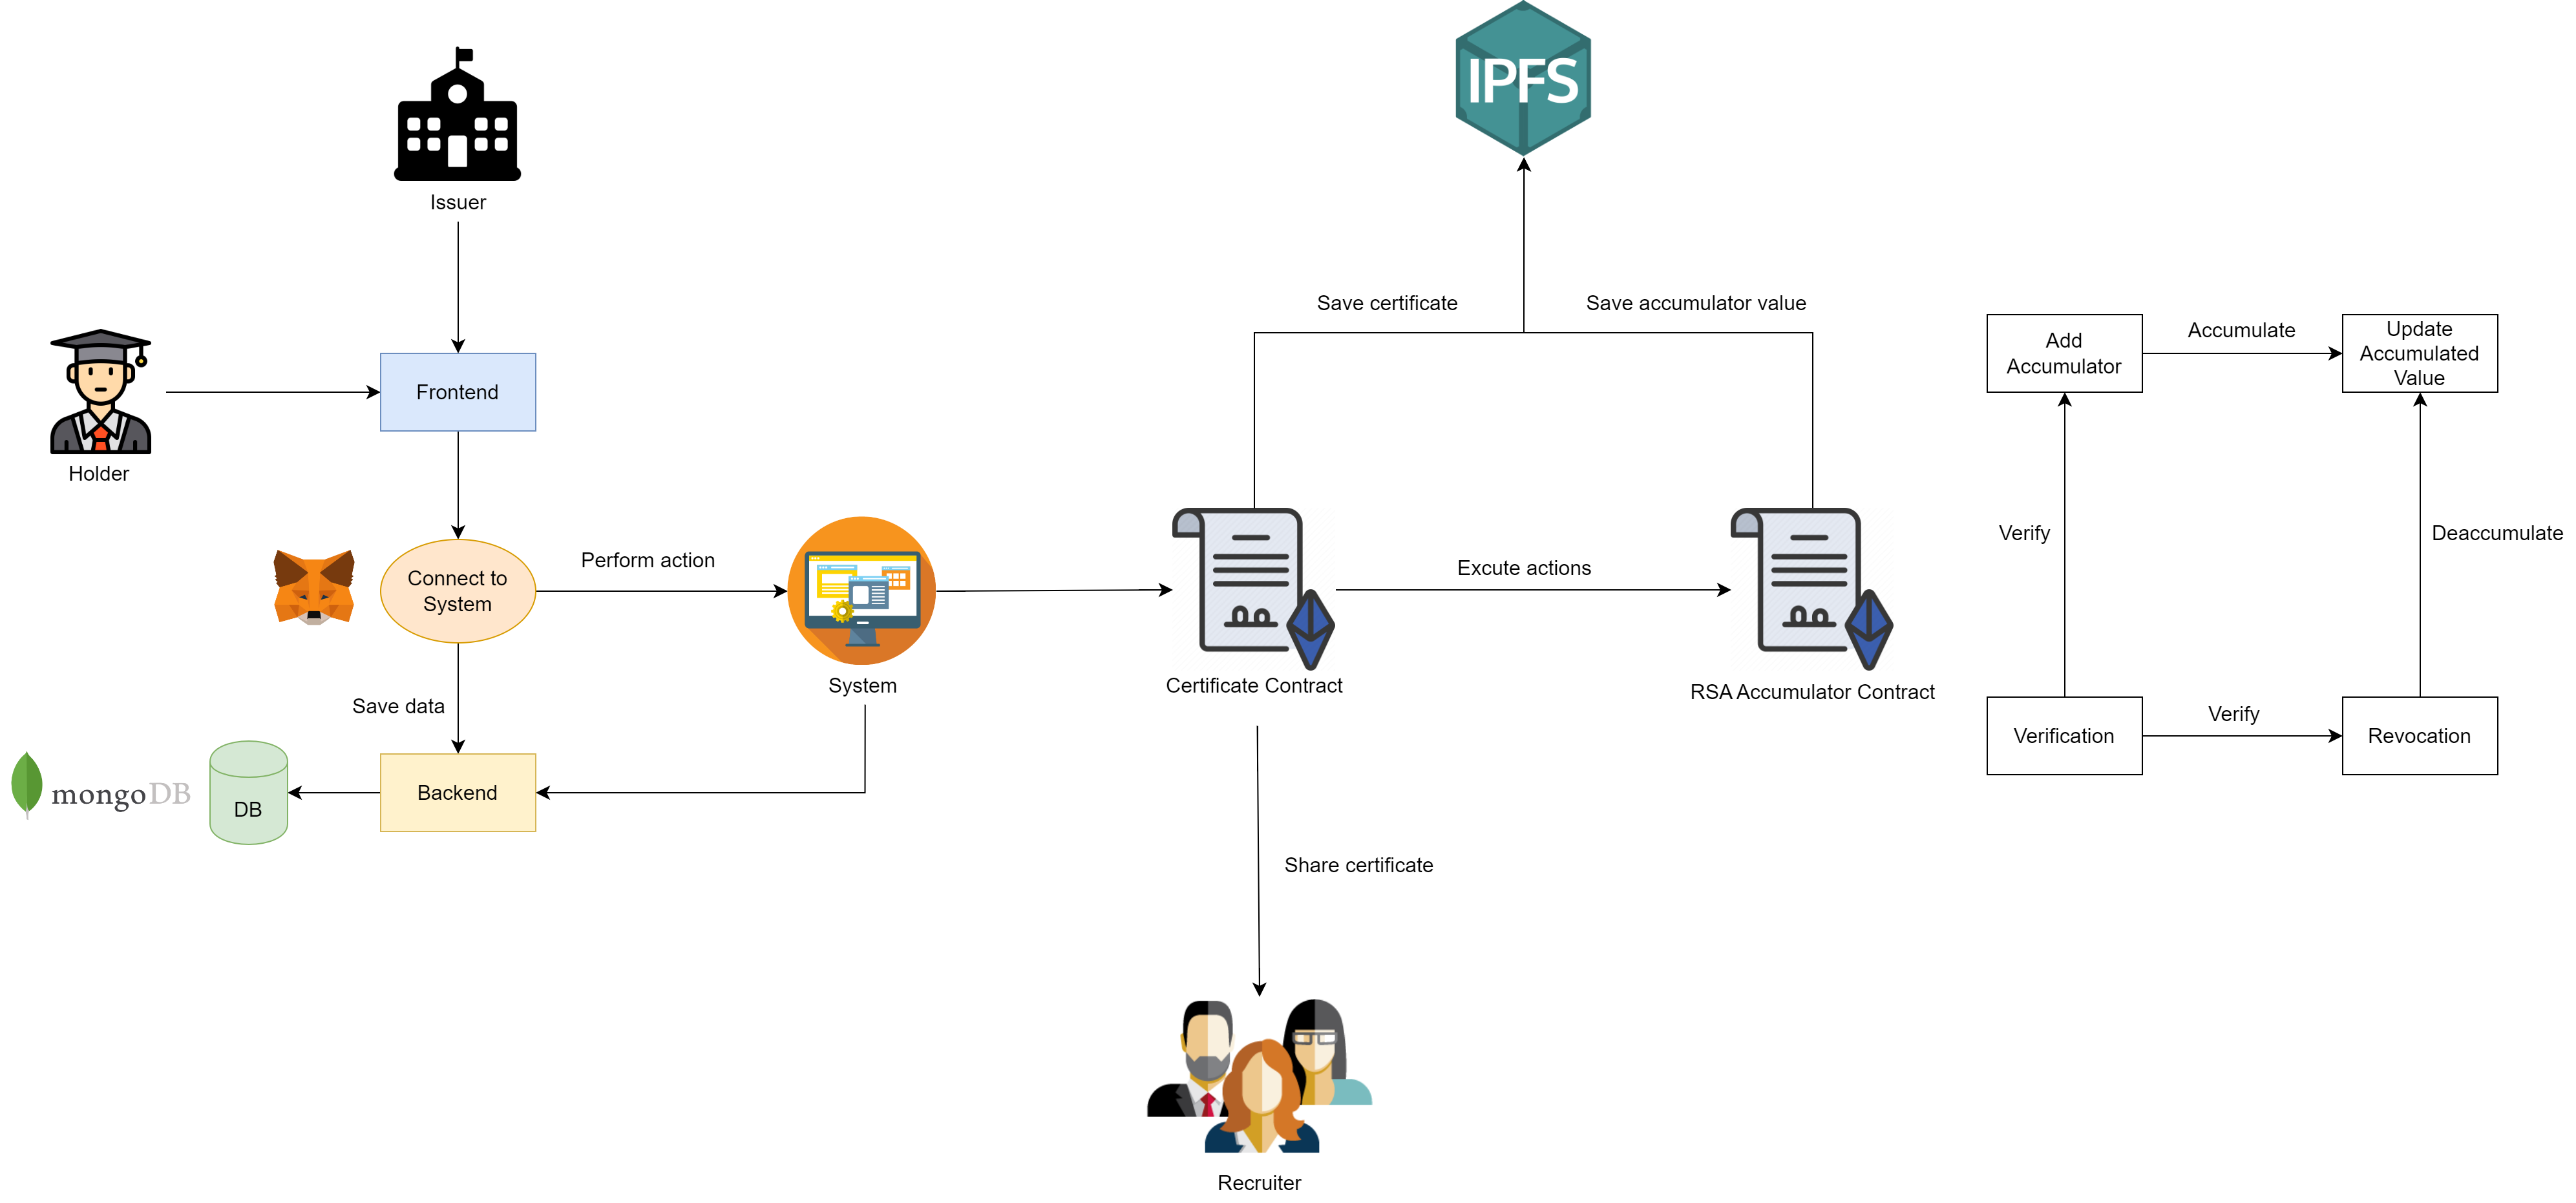 IPFS
Issuer
Save certificate
Save accumulator value
Add
Accumulator
Accumulate
Update
Accumulated
Value
Frontend
Holder
Verify
Deaccumulate
Connect to
System
Perform action
Excute actions
System
Certificate Contract
RSA Accumulator Contract
Save data
Verification
Verify
Revocation
mongoDB
DB
Backend
Share certificate
Recruiter